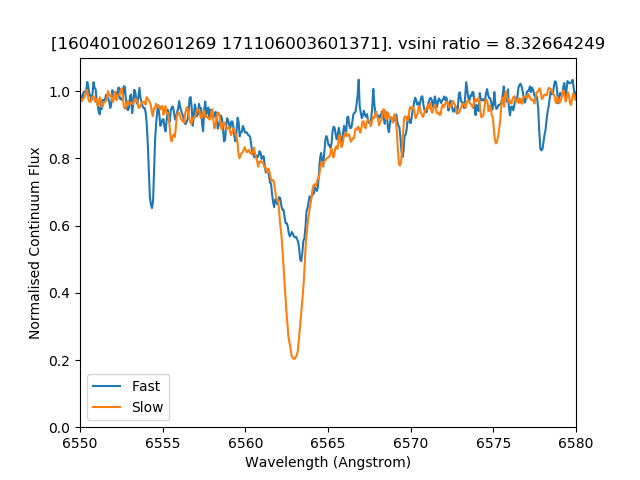 [160401002601269 171106003601371]. vsini ratio = 8.32664249
Normalised Continuum Flux
1.0
0.8
0.6
0.4
0.2
0.0
Fast
Slow
6550 6555 6560 6565 6570 6575 6580
Wavelength (Angstrom)